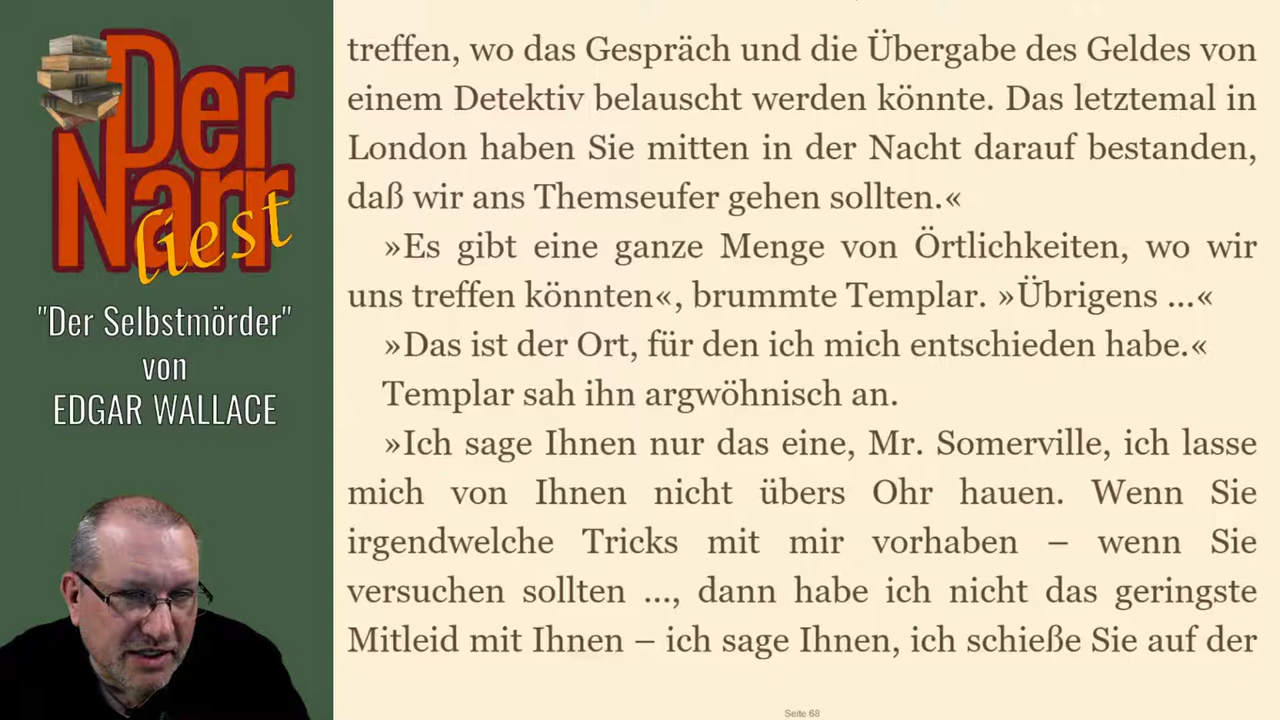 Der
Narr
liest
"Der Selbstmörder"
von
EDGAR WALLACE
treffen, wo das Gespräch und die Übergabe des Geldes von
einem Detektiv belauscht werden könnte. Das letztemal in
London haben Sie mitten in der Nacht darauf bestanden,
daß wir ans Themseufer gehen sollten.«
»Es gibt eine ganze Menge von Örtlichkeiten, wo wir
uns treffen könnten«, brummte Templar. »Übrigens ...«
»Das ist der Ort, für den ich mich entschieden habe.«
Templar sah ihn argwöhnisch an.
»Ich sage Ihnen nur das eine, Mr. Somerville, ich lasse
mich von Ihnen nicht übers Ohr hauen. Wenn Sie
irgendwelche Tricks mit mir vorhaben – wenn Sie
versuchen sollten ..., dann habe ich nicht das geringste
Mitleid mit Ihnen – ich sage Ihnen, ich schieße Sie auf der
Seite 68